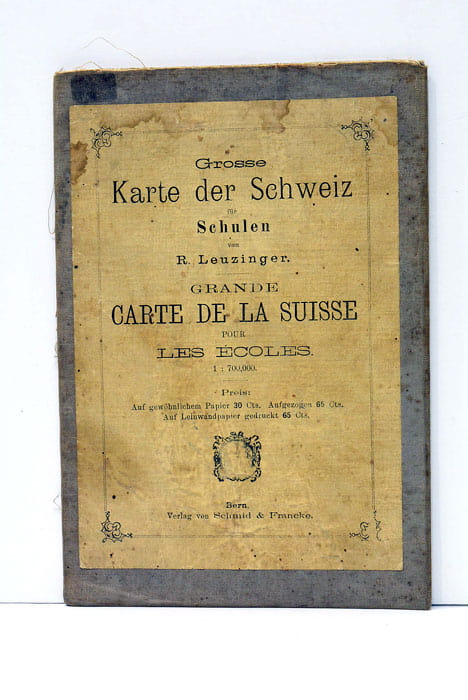 Grosse
Karte der Schweiz
für
Schulen
von
R. Leuzinger.
GRANDE
CARTE DE LA SUISSE
POUR
LES ECOLES.
1 : 700,000.
Preis:
Auf gewöhnlichem Papier 30 Cts. Aufgezogen 65 Cts.
Auf Leinwandpapier gedruckt 65 Cts.
Bern.
Verlag von Schmid & Francke.